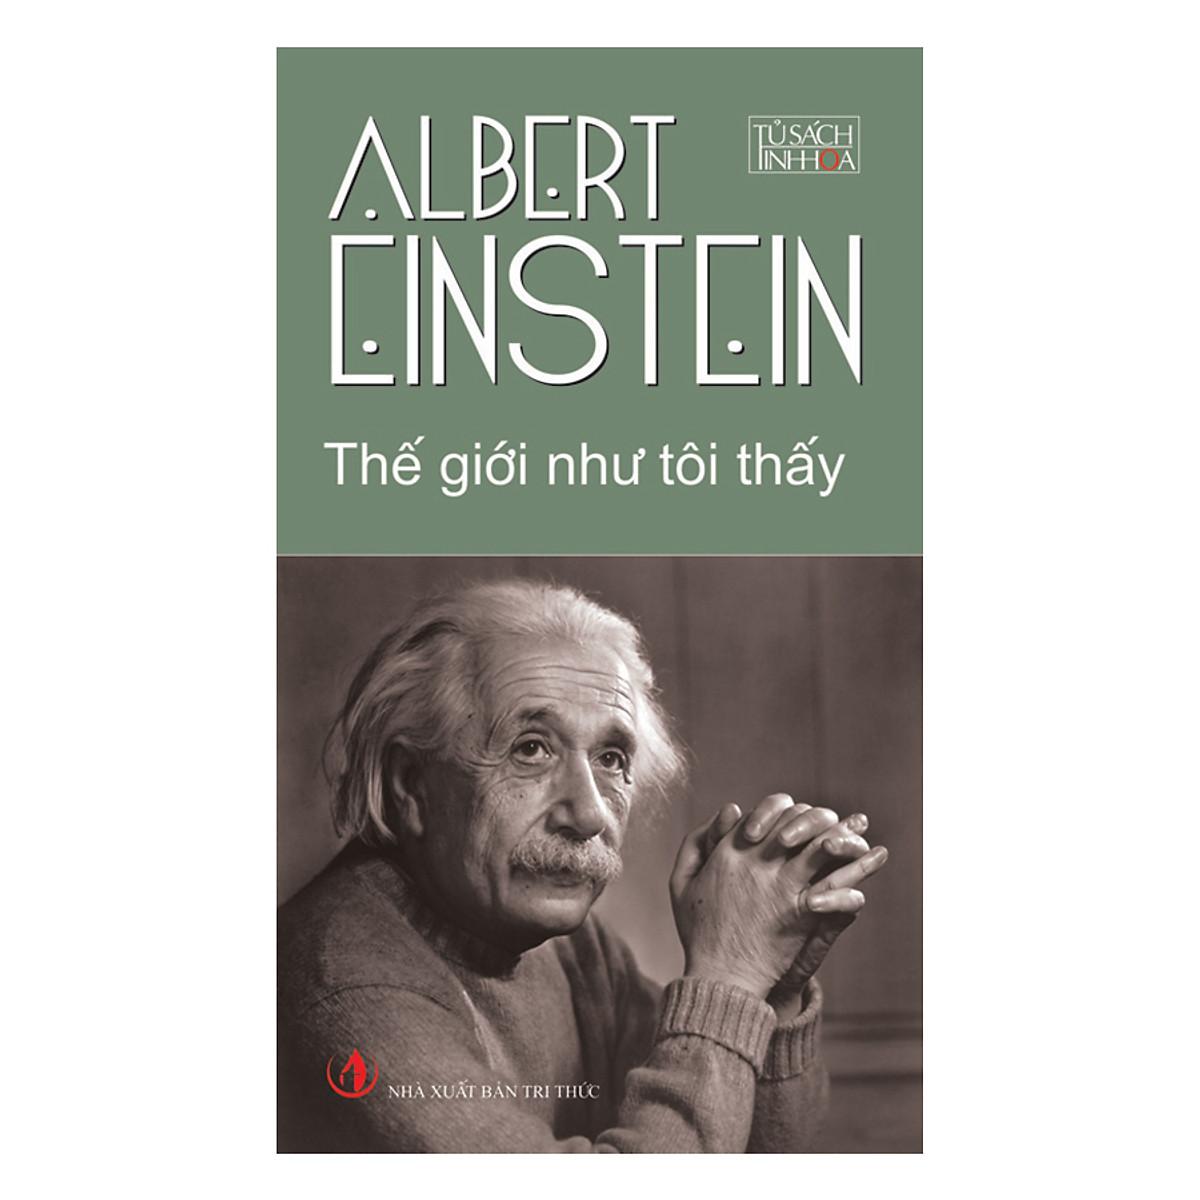 ALBERT
EINSTEIN
TỦ SÁCH
TINH HOA
Thế giới như tôi thấy
NHÀ XUẤT BẢN TRI THỨC